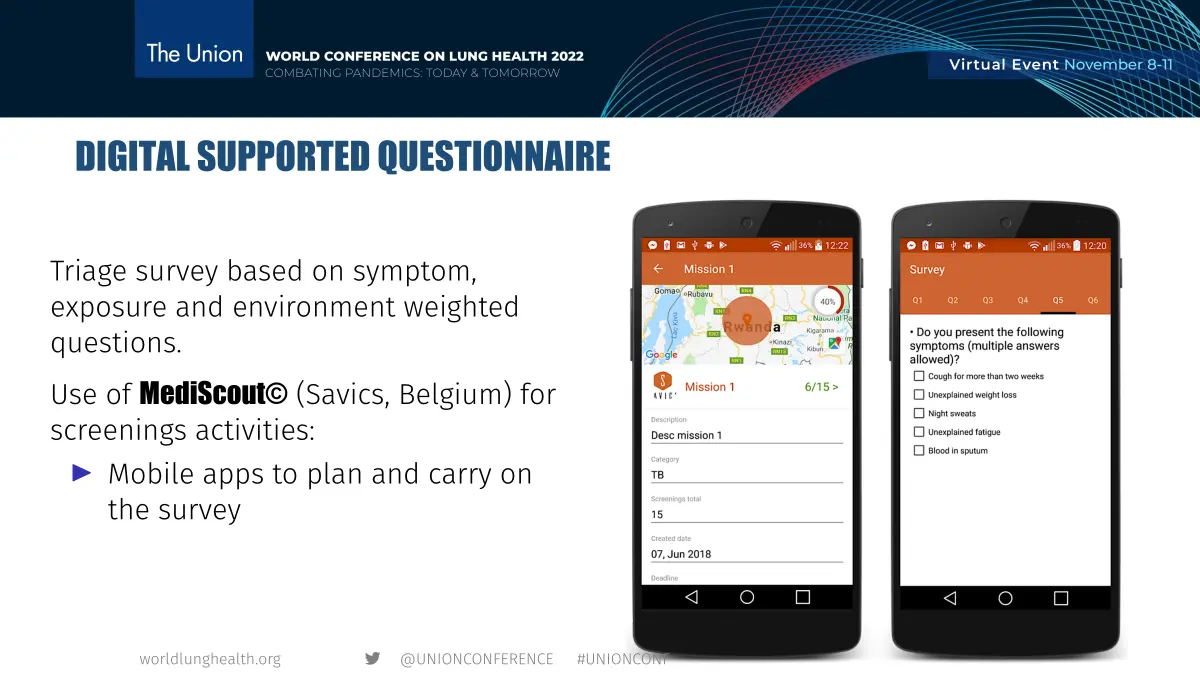 The Union
WORLD CONFERENCE ON LUNG HEALTH 2022
COMBATING PANDEMICS: TODAY & TOMORROW
Virtual Event November 8-11
DIGITAL SUPPORTED QUESTIONNAIRE
Triage survey based on symptom,
exposure and environment weighted
questions.
Use of MediScout© (Savics, Belgium) for
screenings activities:
Mobile apps to plan and carry on
the survey
36% 12:22
Mission 1
Goma
Rubavu
40%
Lac Kivu
Rwanda
National Pa
Kigarama
Kinazi
Kibun
Google
AVIC
Mission 1
6/15 >
Description
Desc mission 1
Category
TB
Screenings total
15
Created date
07, Jun 2018
Deadline
36% 12:20
Survey
Q1 Q2 Q3 Q4 Q5 Q6
• Do you present the following
symptoms (multiple answers
allowed)?
Cough for more than two weeks
Unexplained weight loss
Night sweats
Unexplained fatigue
Blood in sputum
worldlunghealth.org
@UNIONCONFERENCE
#UNIONCONF